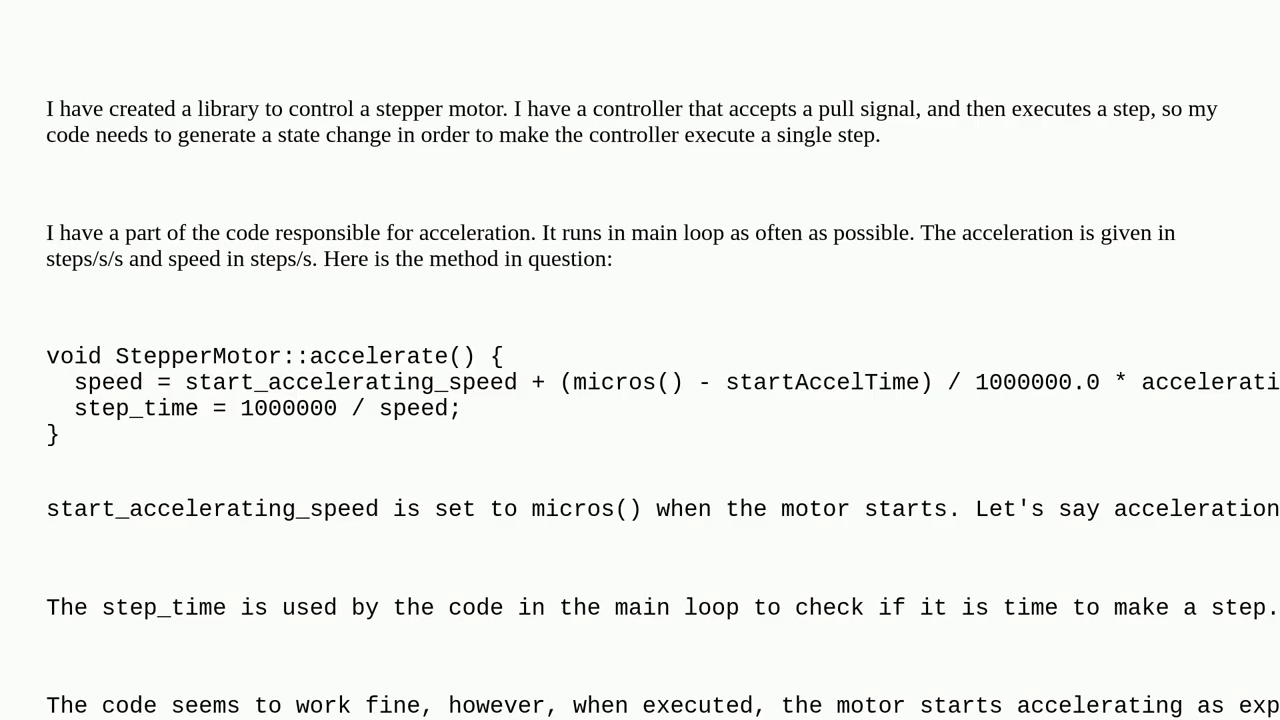 I have created a library to control a stepper motor. I have a controller that accepts a pull signal, and then executes a step, so my
code needs to generate a state change in order to make the controller execute a single step.
I have a part of the code responsible for acceleration. It runs in main loop as often as possible. The acceleration is given in
steps/s/s and speed in steps/s. Here is the method in question:
void StepperMotor::accelerate() {
  speed = start_accelerating_speed + (micros() - startAccelTime) / 1000000.0 * accelerati
  step_time = 1000000 / speed;
}
start_accelerating_speed is set to micros() when the motor starts. Let's say acceleration
The step_time is used by the code in the main loop to check if it is time to make a step.
The code seems to work fine, however, when executed, the motor starts accelerating as exp